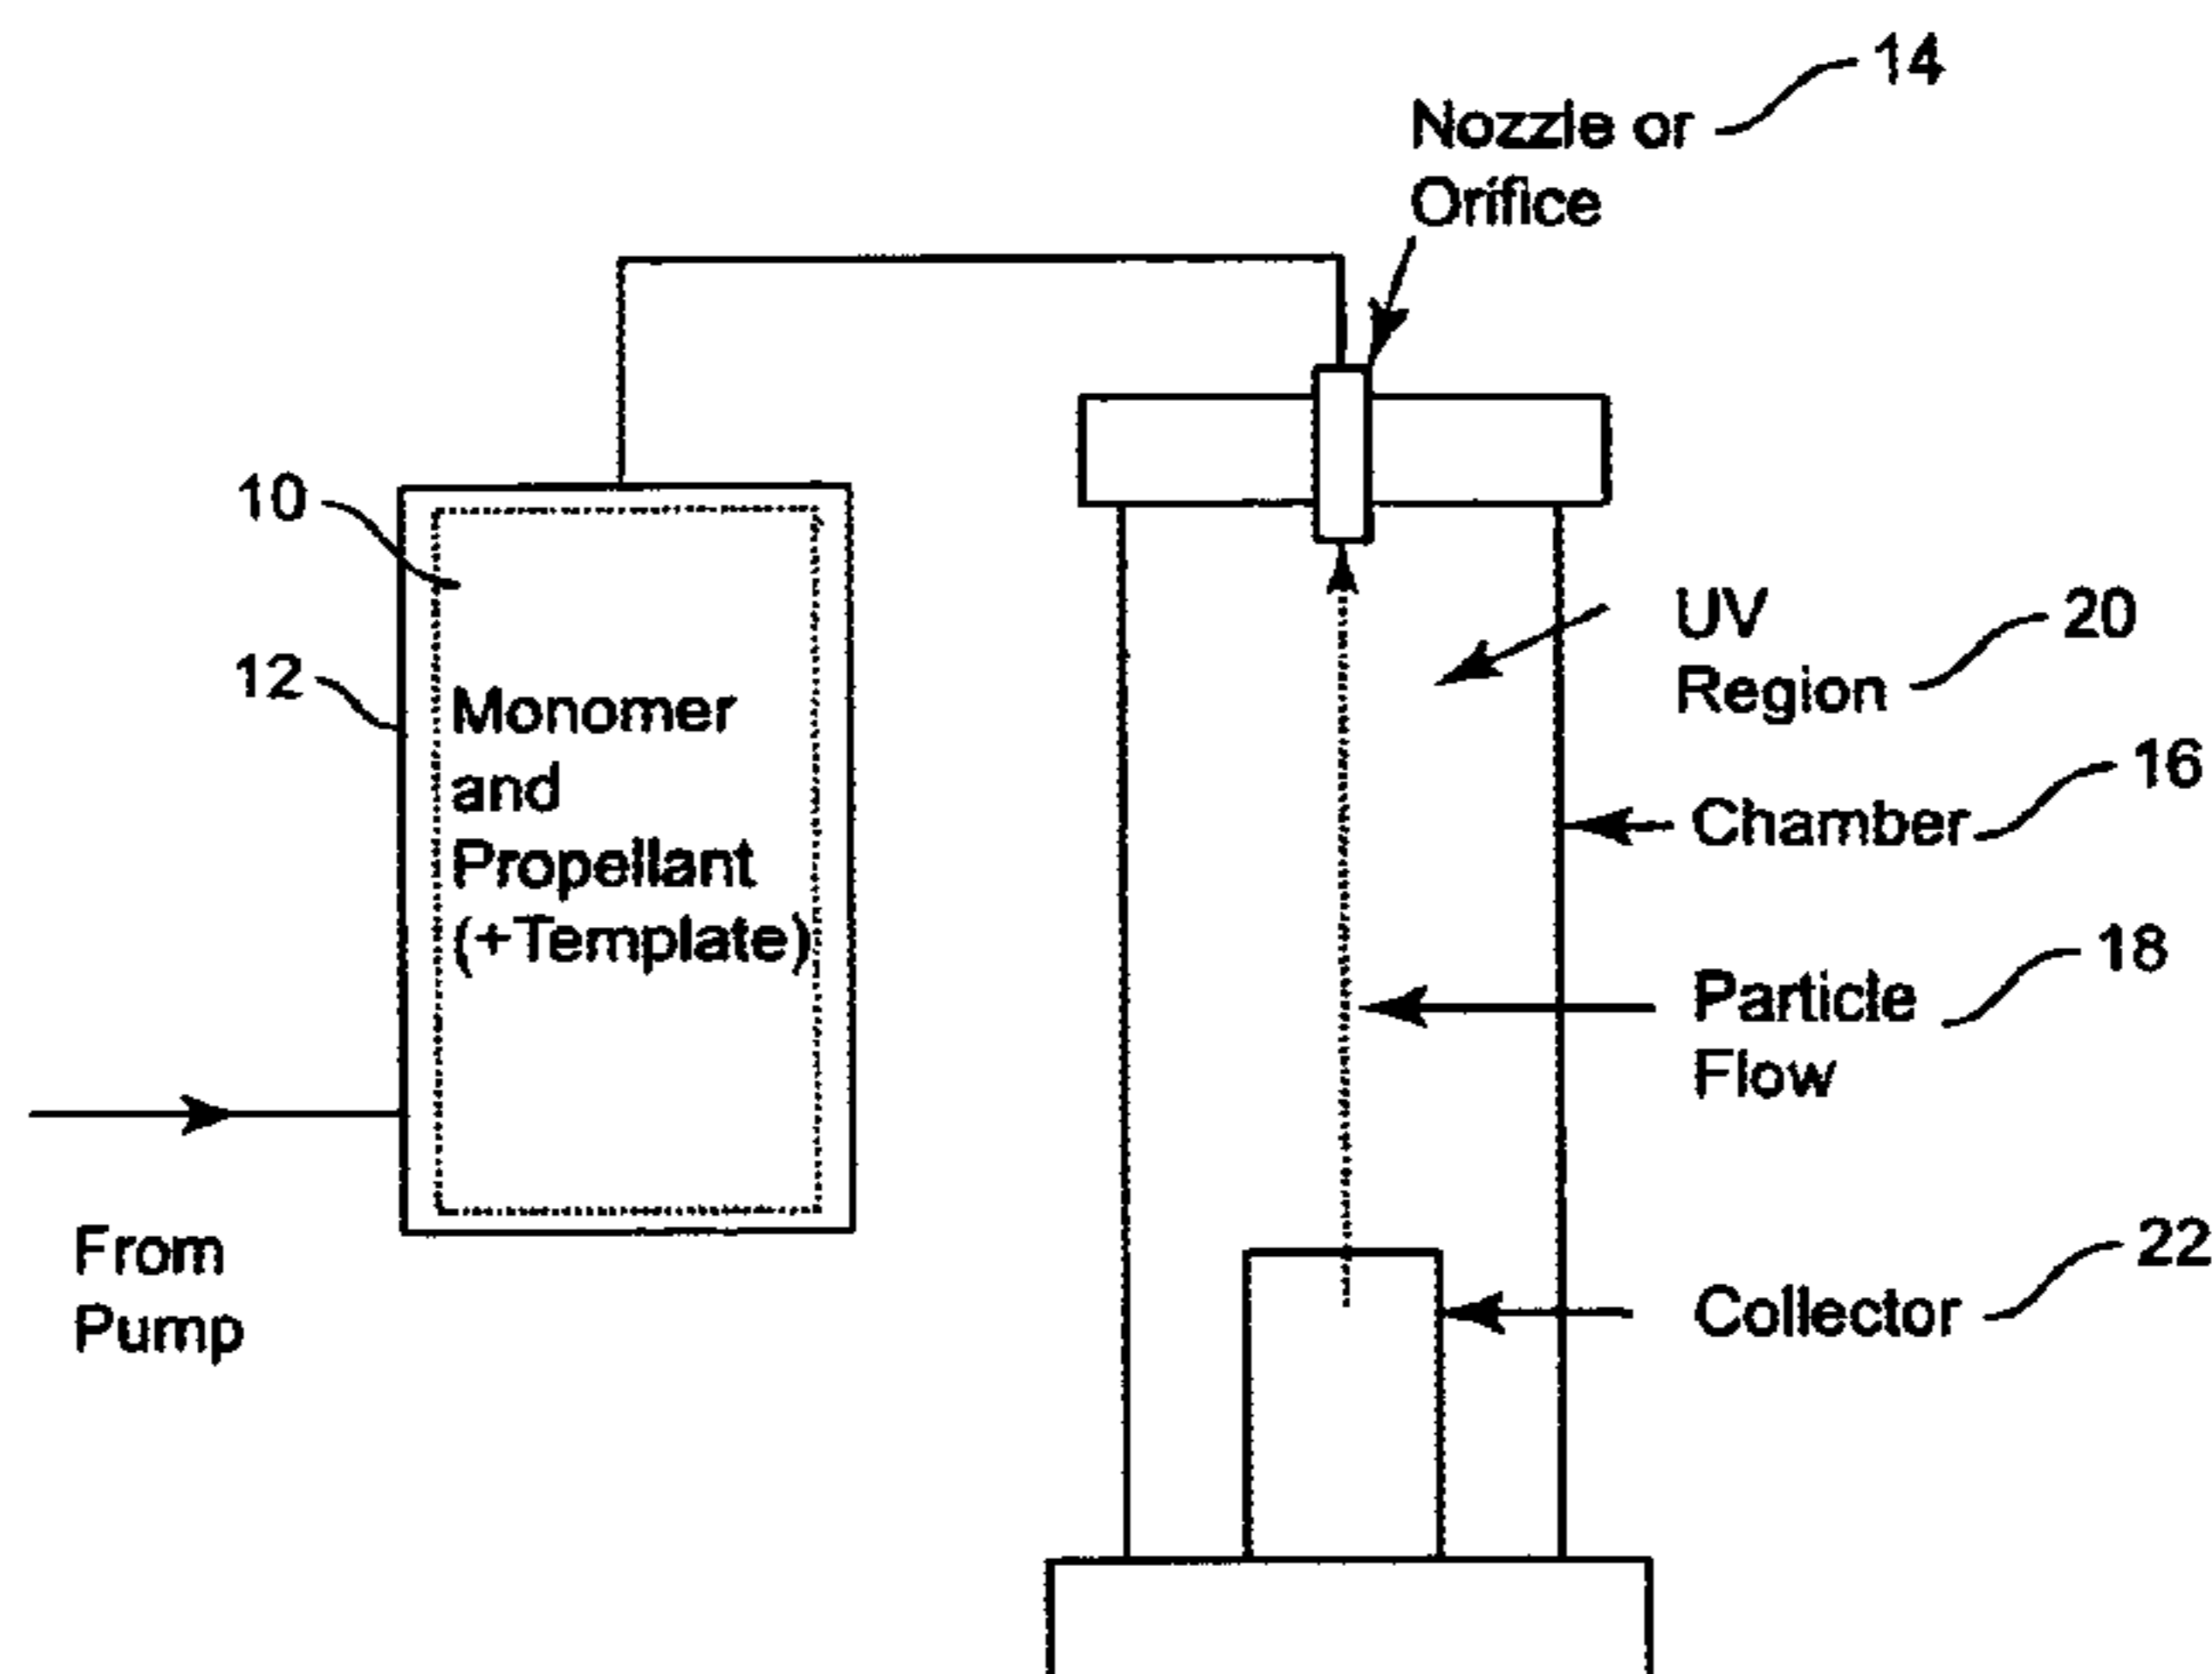 14
Nozzle or
Orifice
10
12
Monomer
and
Propellant
(+Template)
UV
Region
20
16
Chamber
18
Particle
Flow
From
Pump
22
Collector